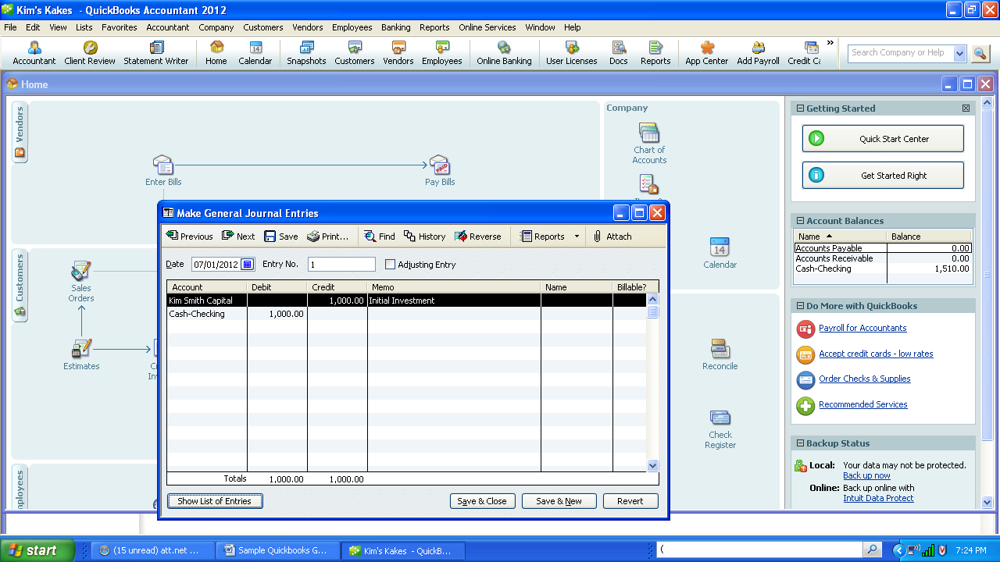 Kim's Kakes - QuickBooks Accountant 2012
File Edit View Lists Favorites Accountant Company Customers Vendors Employees Banking Reports Online Services Window Help
Accountant Client Review Statement Writer Home Calendar Snapshots Customers Vendors Employees Online Banking User Licenses Docs Reports App Center Add Payroll Credit Ca » Search Company or Help
Home
Vendors
Enter Bills
Pay Bills
Customers
Sales
Orders
Estimates
Company
Chart of
Accounts
14
Calendar
Reconcile
Check
Register
Make General Journal Entries
Previous Next Save Print... Find History Reverse Reports Attach
Date 07/01/2012 Entry No. 1 Adjusting Entry
Account Debit Credit Memo Name Billable?
Kim Smith Capital 1,000.00 Initial Investment
Cash-Checking 1,000.00
Totals 1,000.00 1,000.00
Show List of Entries Save & Close Save & New Revert
Getting Started
Quick Start Center
Get Started Right
Account Balances
Name Balance
Accounts Payable 0.00
Accounts Receivable 0.00
Cash-Checking 1,510.00
Do More with QuickBooks
Payroll for Accountants
Accept credit cards - low rates
Order Checks & Supplies
Recommended Services
Backup Status
Local: Your data may not be protected.
Back up now
Online: Back up online with
Intuit Data Protect
start (15 unread) att.net ... Sample Quickbooks G... Kim's Kakes - QuickB... ( 7:24 PM